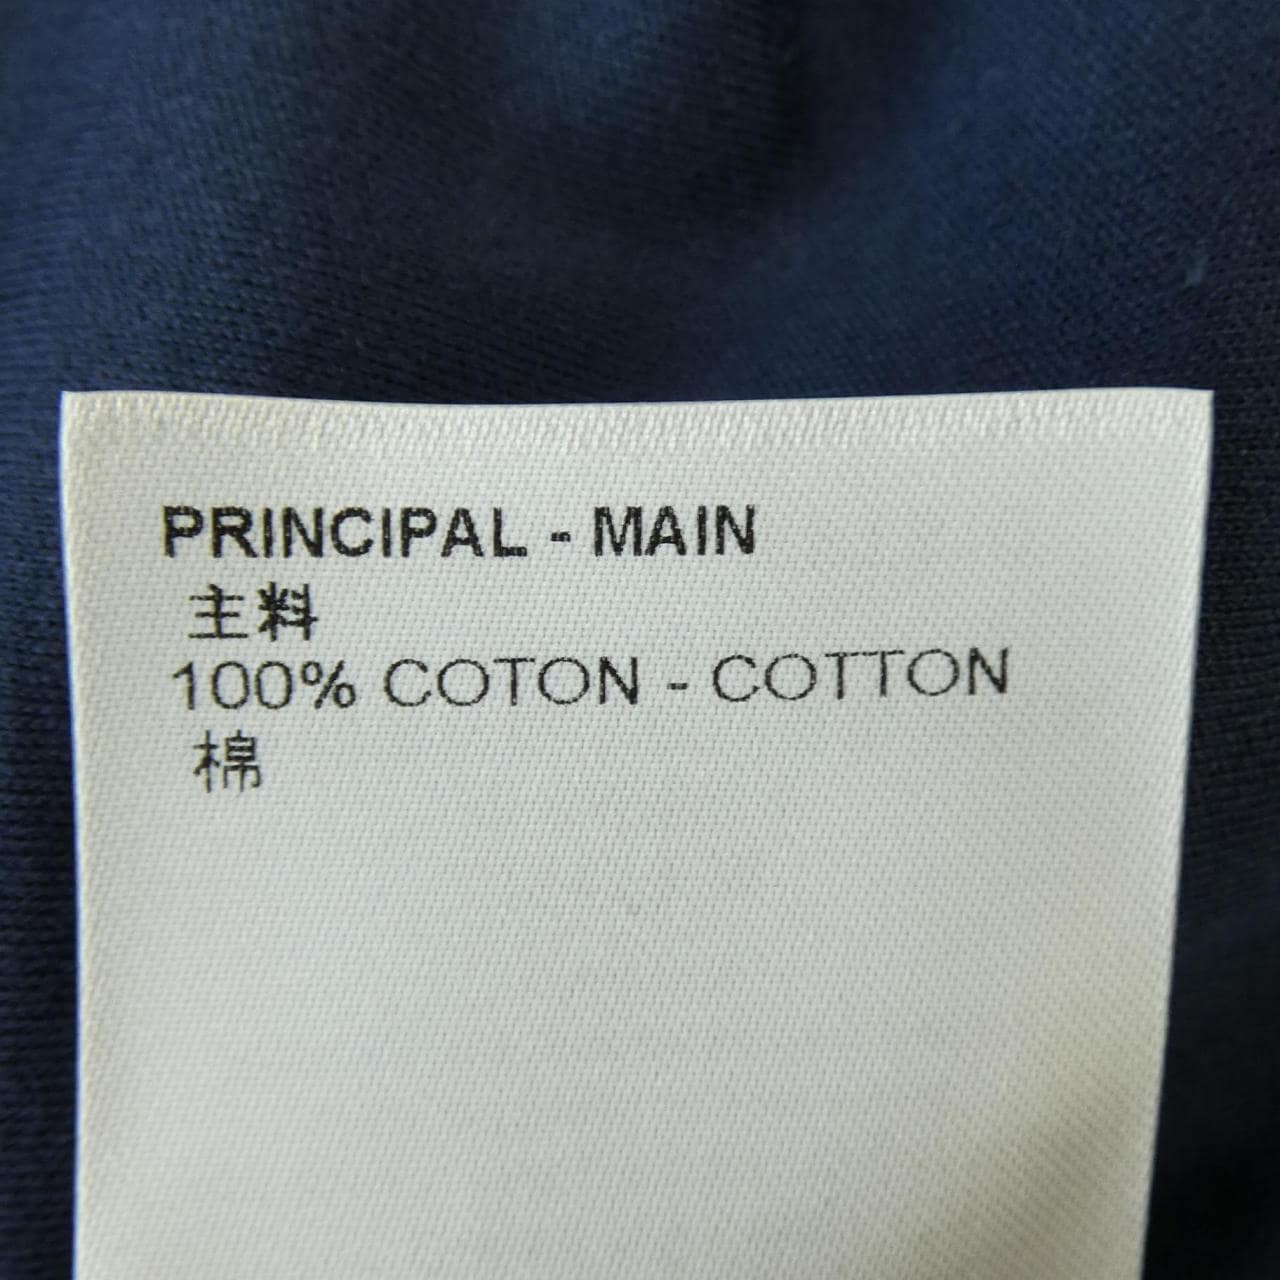 PRINCIPAL - MAIN
主料
100% COTON - COTTON
棉